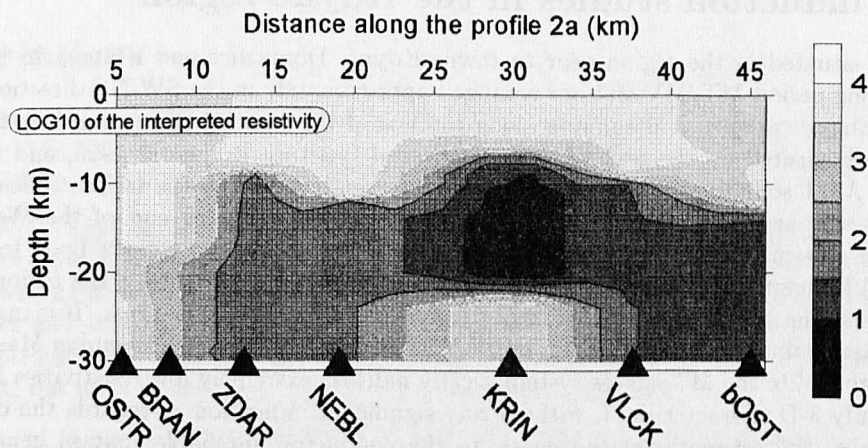 Distance along the profile 2a (km)
5 10 15 20 25 30 35 40 45
LOG10 of the interpreted resistivity
Depth (km)
0
-10
-20
-30
OSTR BRAN ZDAR NEBL KRIN VLCK bOST
4
3
2
1
0